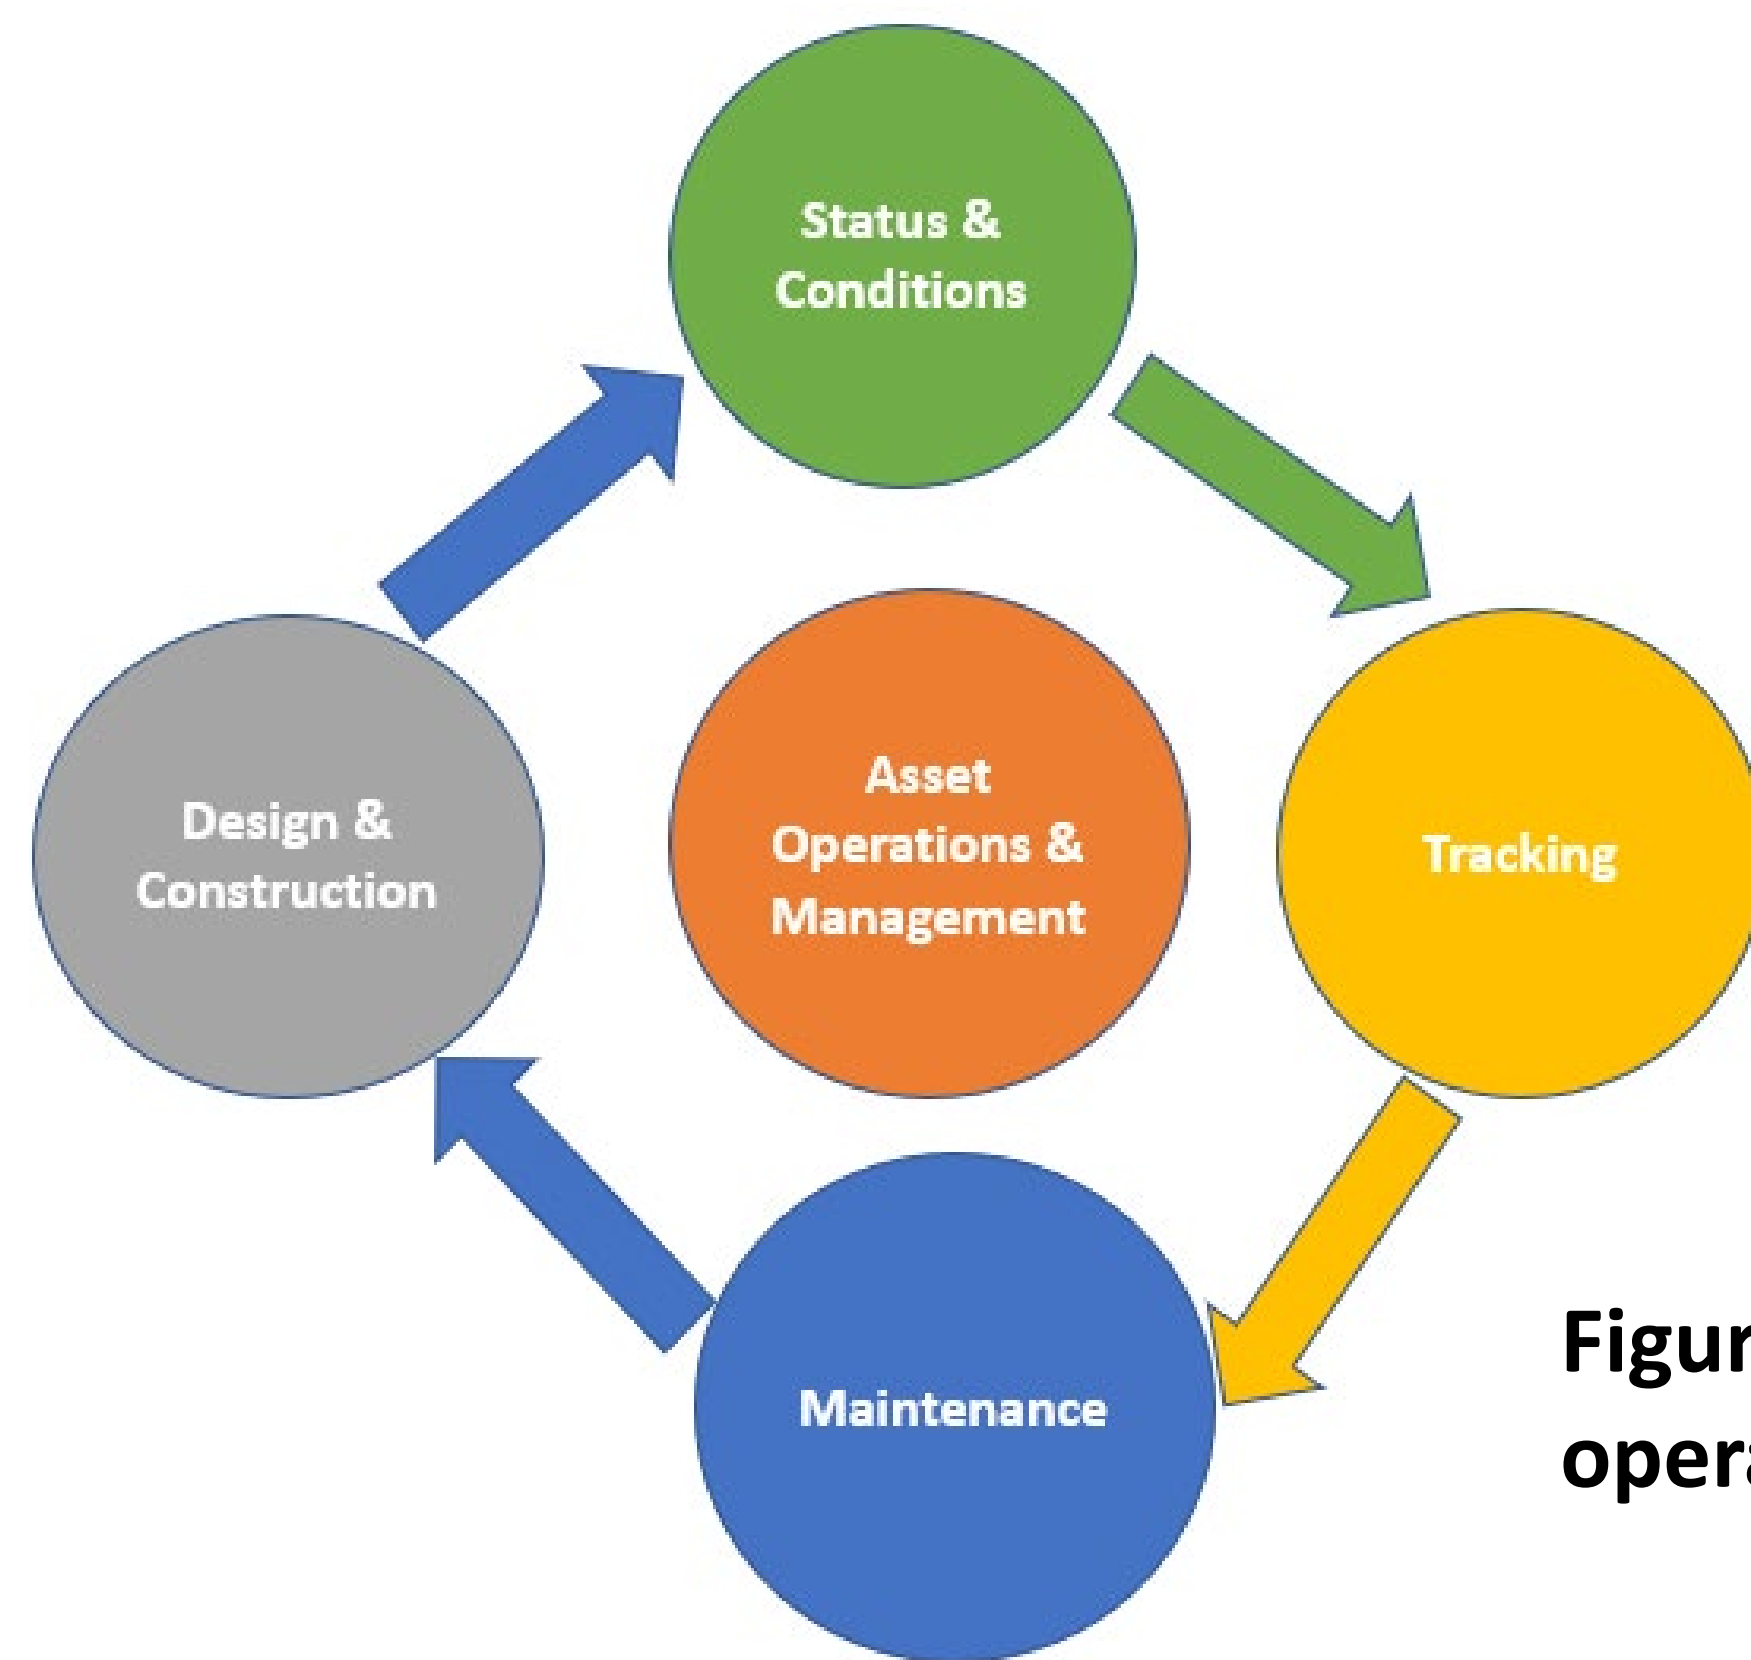 Status &
Conditions
Design &
Construction
Asset
Operations &
Management
Tracking
Maintenance